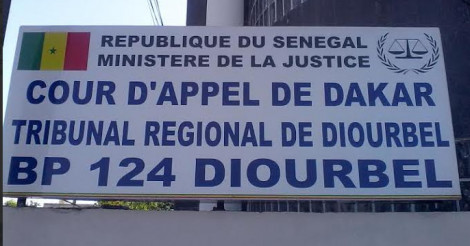 REPUBLIQUE DU SENEGAL
MINISTERE DE LA JUSTICE
COUR D'APPEL DE DAKAR
TRIBUNAL REGIONAL DE DIOURBEL
BP 124 DIOURBEL